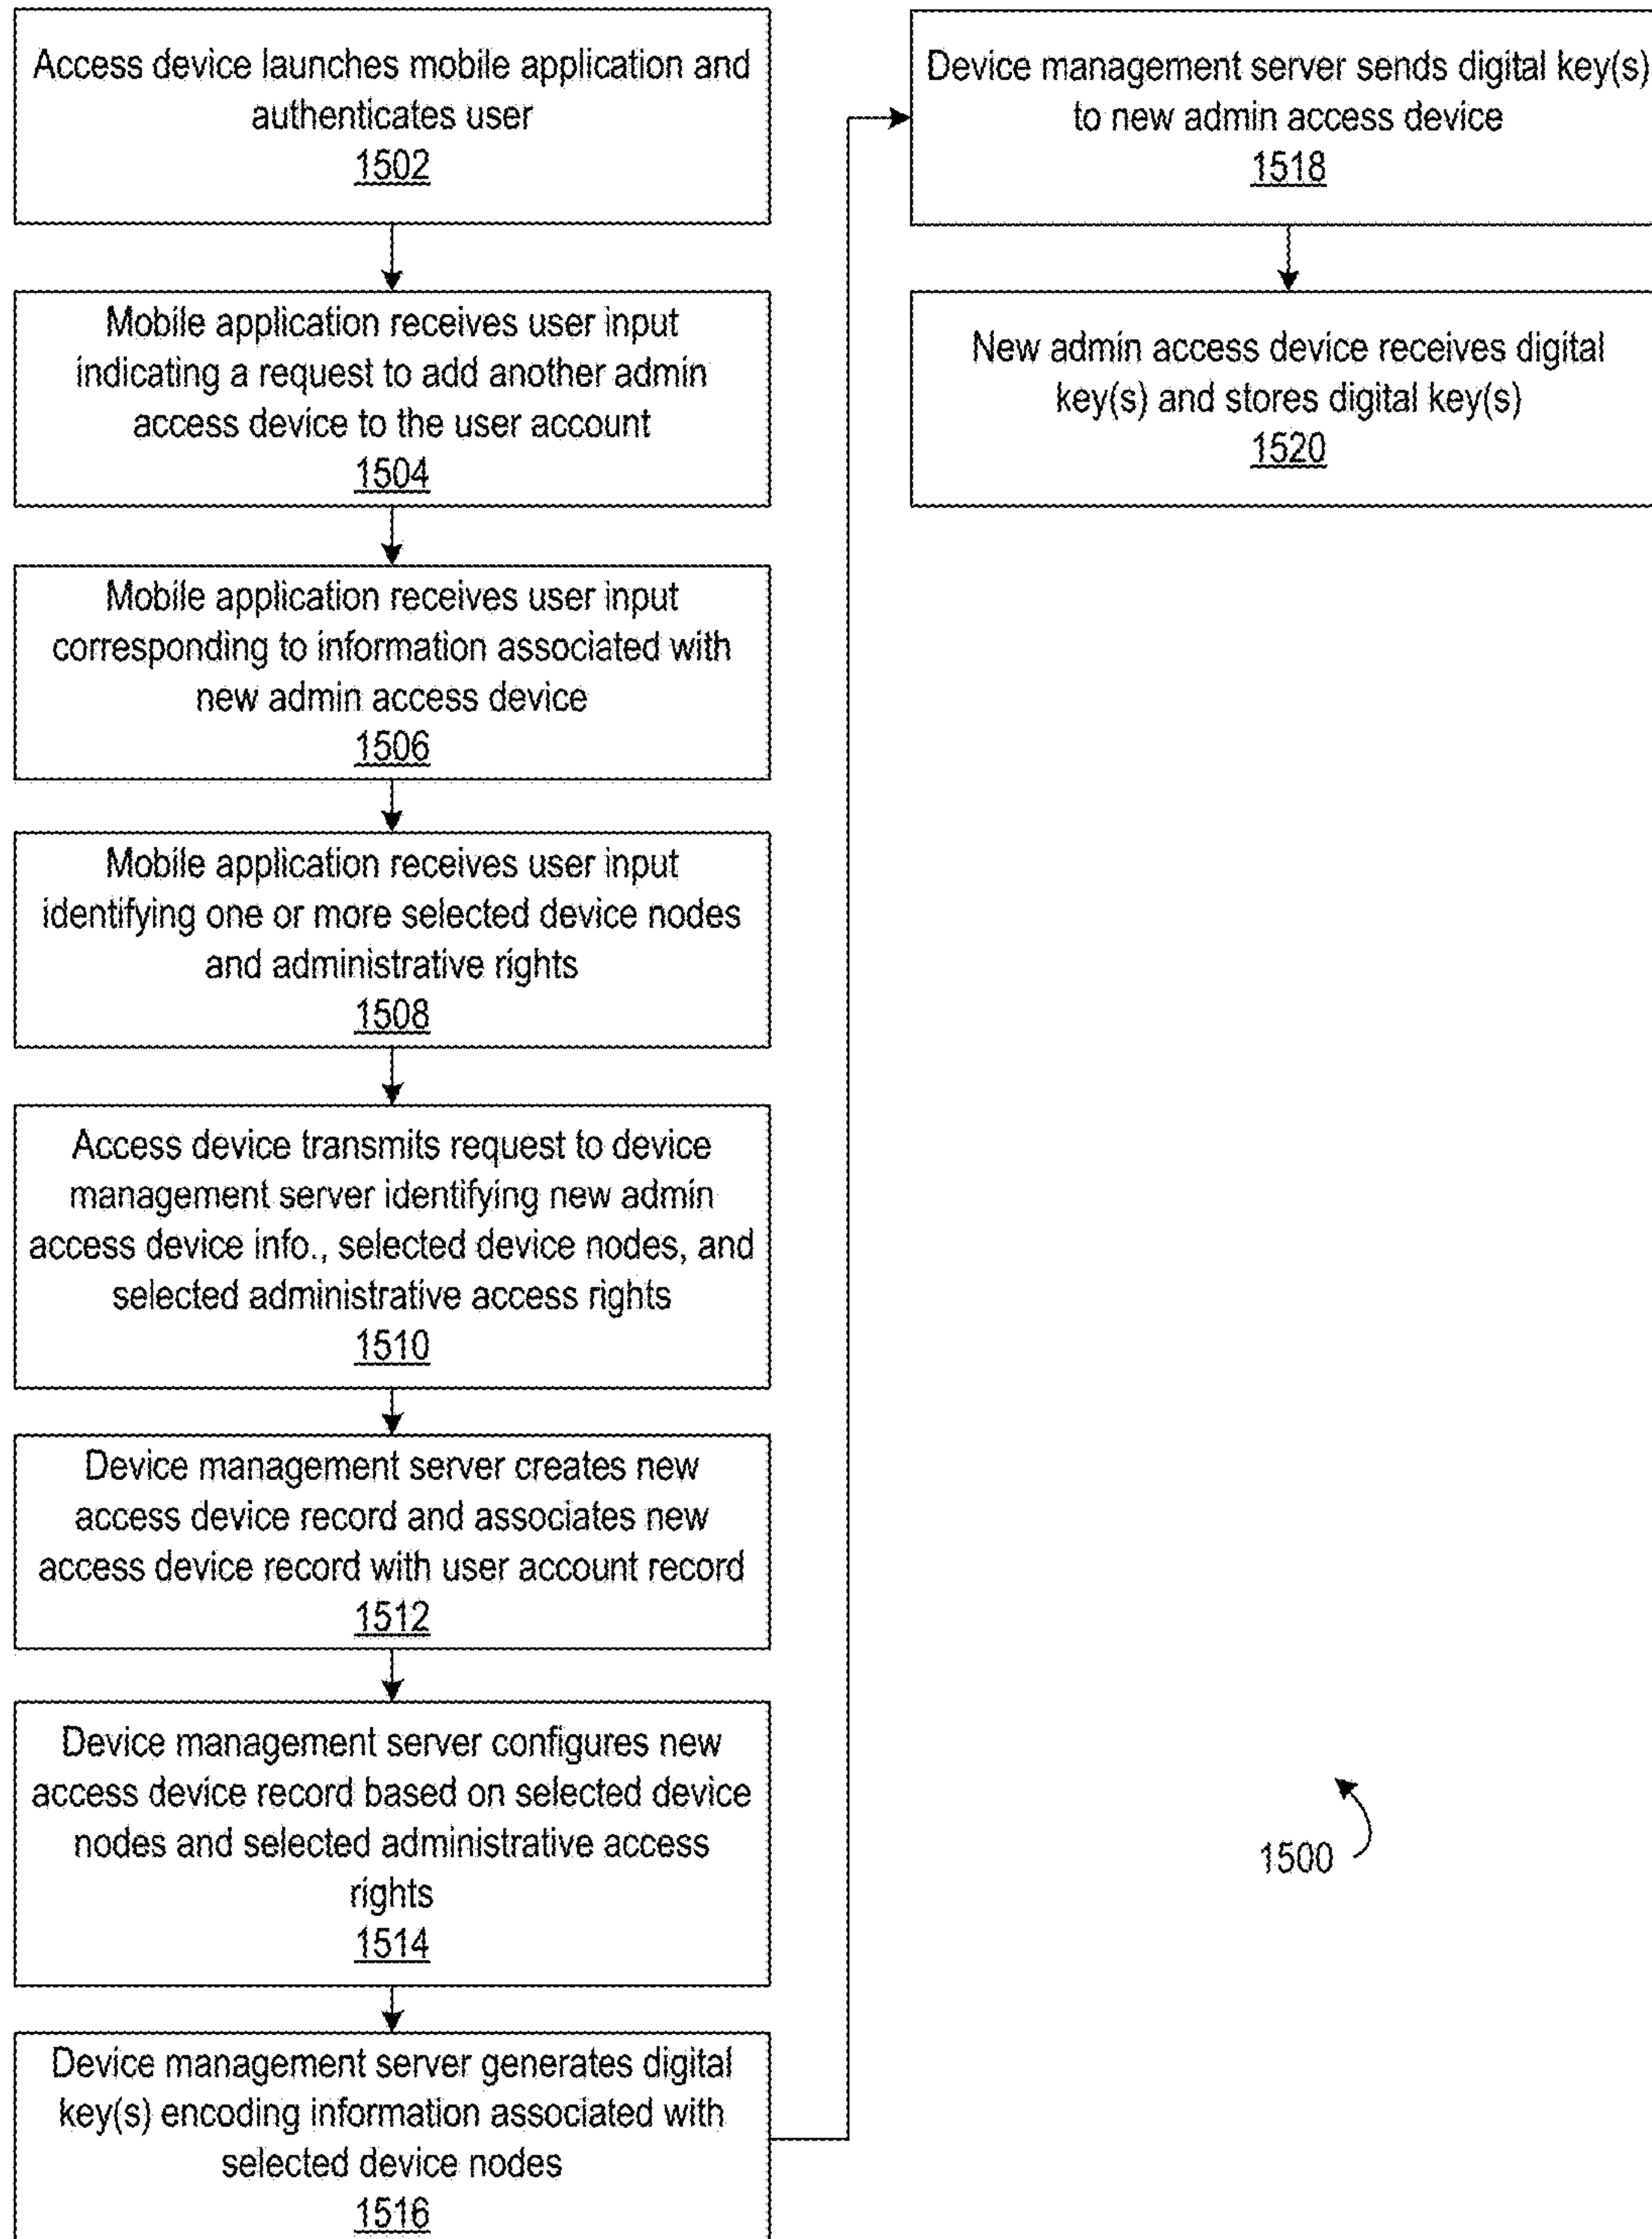 Access device launches mobile application and
authenticates user
1502
Mobile application receives user input
indicating a request to add another admin
access device to the user account
1504
Mobile application receives user input
corresponding to information associated with
new admin access device
1506
Mobile application receives user input
identifying one or more selected device nodes
and administrative rights
1508
Access device transmits request to device
management server identifying new admin
access device info., selected device nodes, and
selected administrative access rights
1510
Device management server creates new
access device record and associates new
access device record with user account record
1512
Device management server configures new
access device record based on selected device
nodes and selected administrative access
rights
1514
Device management server generates digital
key(s) encoding information associated with
selected device nodes
1516
Device management server sends digital key(s)
to new admin access device
1518
New admin access device receives digital
key(s) and stores digital key(s)
1520
1500